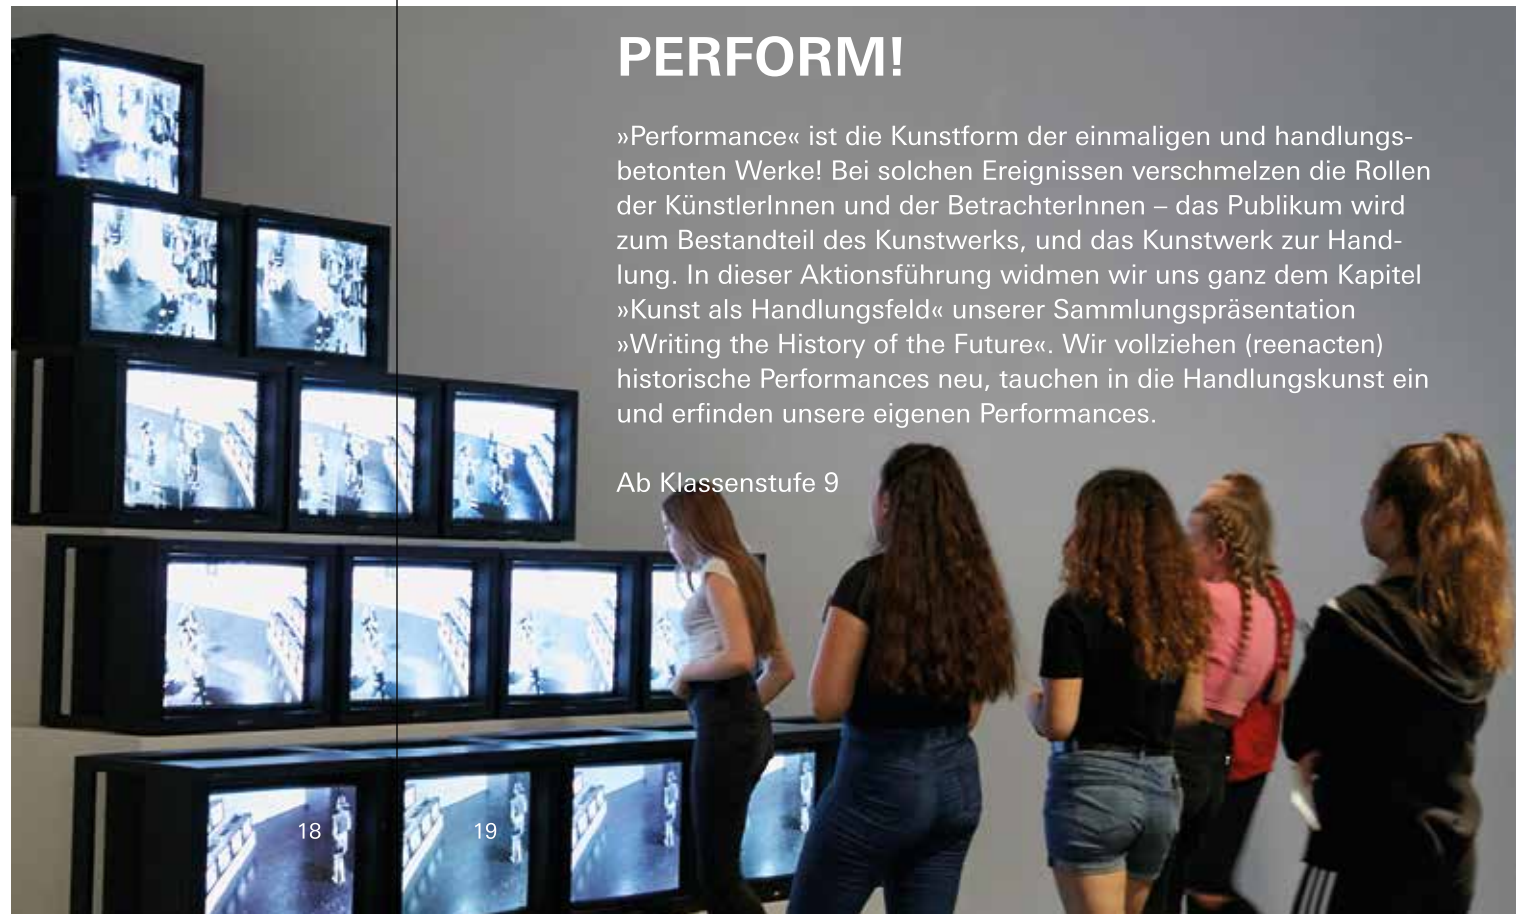 PERFORM!
»Performance« ist die Kunstform der einmaligen und handlungs-
betonten Werke! Bei solchen Ereignissen verschmelzen die Rollen
der KünstlerInnen und der BetrachterInnen – das Publikum wird
zum Bestandteil des Kunstwerks, und das Kunstwerk zur Hand-
lung. In dieser Aktionsführung widmen wir uns ganz dem Kapitel
»Kunst als Handlungsfeld« unserer Sammlungspräsentation
»Writing the History of the Future«. Wir vollziehen (reenacten)
historische Performances neu, tauchen in die Handlungskunst ein
und erfinden unsere eigenen Performances.
Ab Klassenstufe 9
18
19